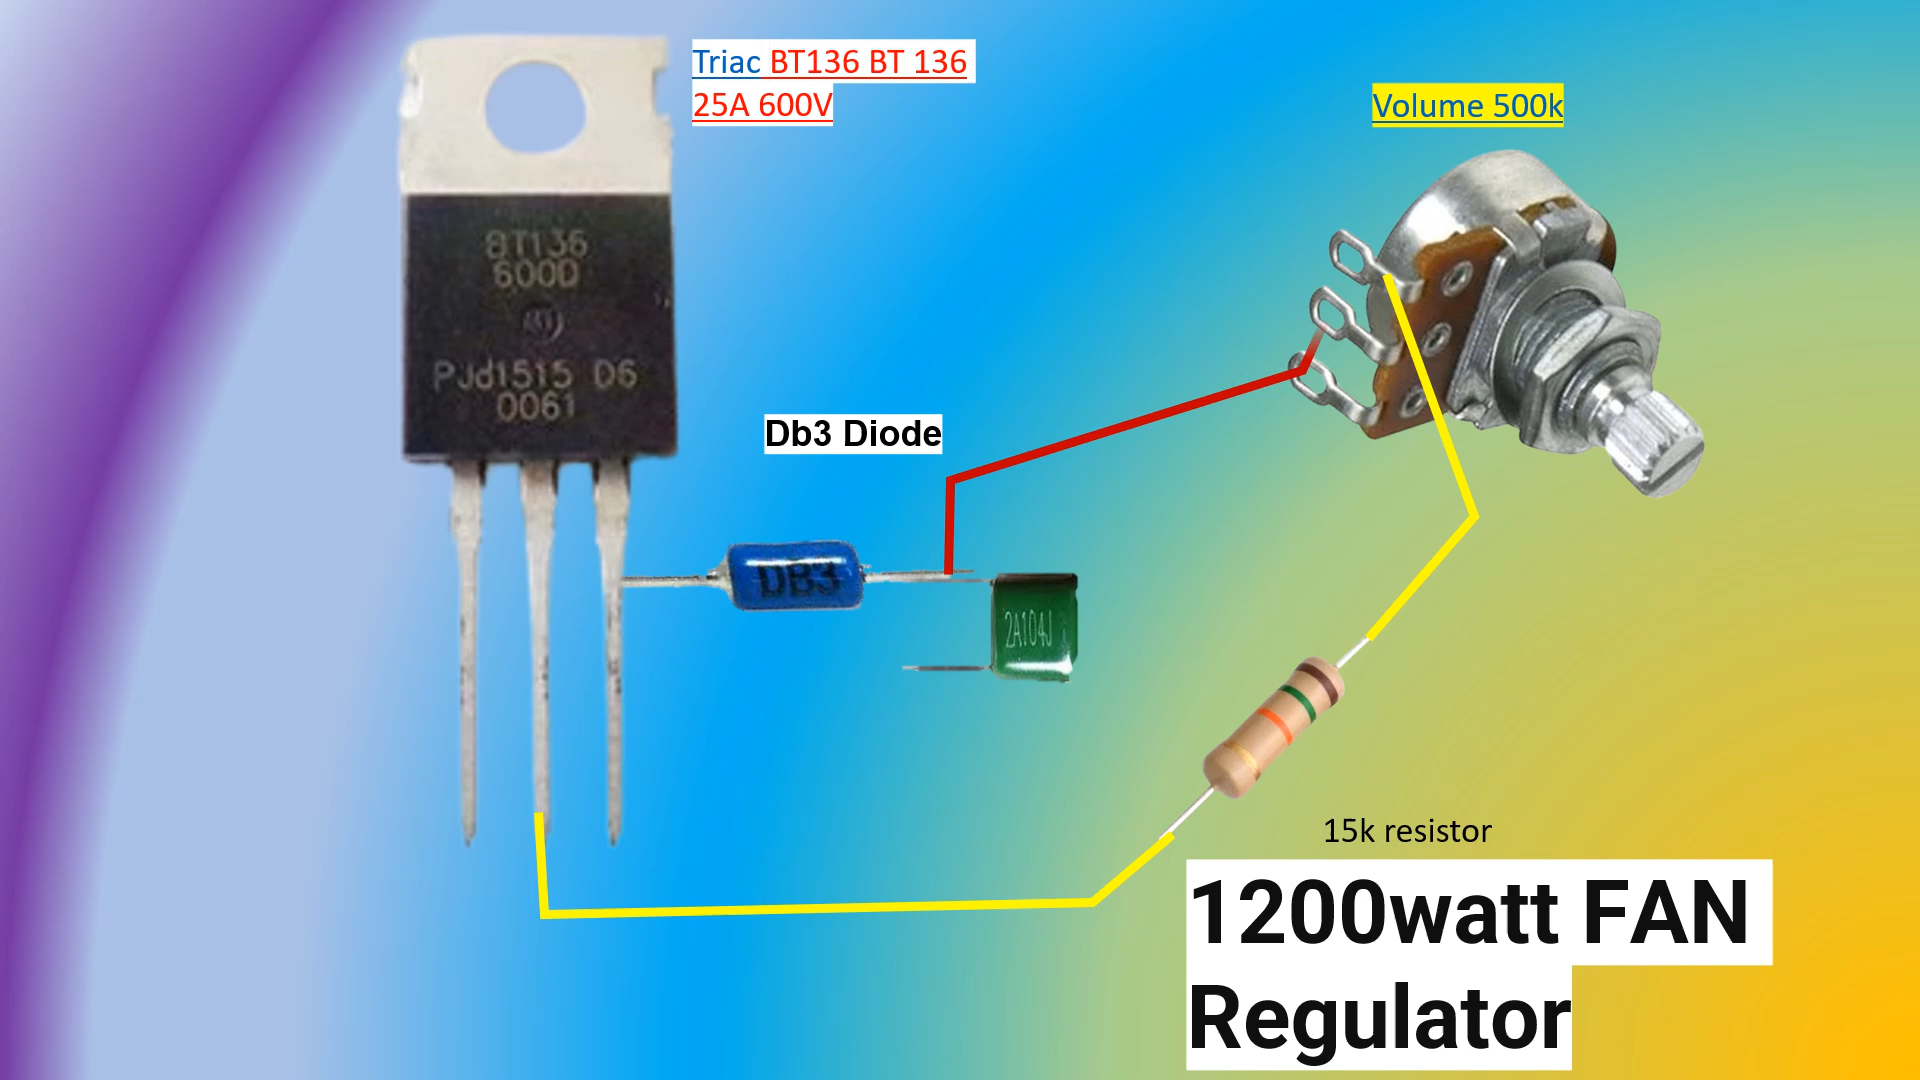 Triac BT136 BT 136
25A 600V
Volume 500k
BT136
600D
PJd1515 D6
0061
Db3 Diode
DB3
2A104J
15k resistor
1200watt FAN
Regulator